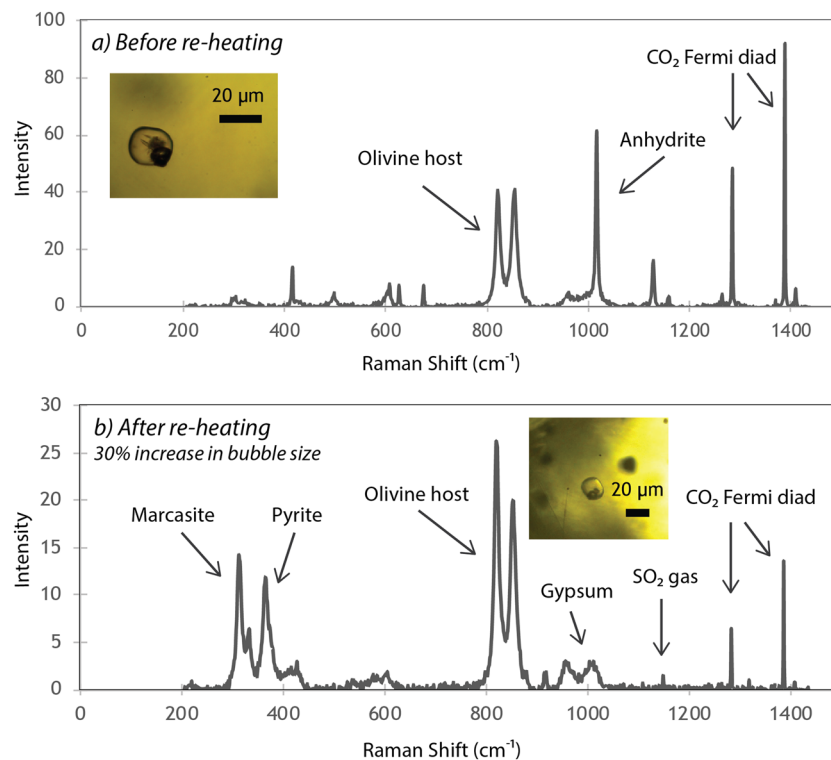 a) Before re-heating
20 µm
CO₂ Fermi diad
Olivine host
Anhydrite
Intensity
100
80
60
40
20
0
0 200 400 600 800 1000 1200 1400
Raman Shift (cm⁻¹)
b) After re-heating
30% increase in bubble size
20 µm
Marcasite
Pyrite
Olivine host
Gypsum
SO₂ gas
CO₂ Fermi diad
Intensity
30
25
20
15
10
5
0
0 200 400 600 800 1000 1200 1400
Raman Shift (cm⁻¹)